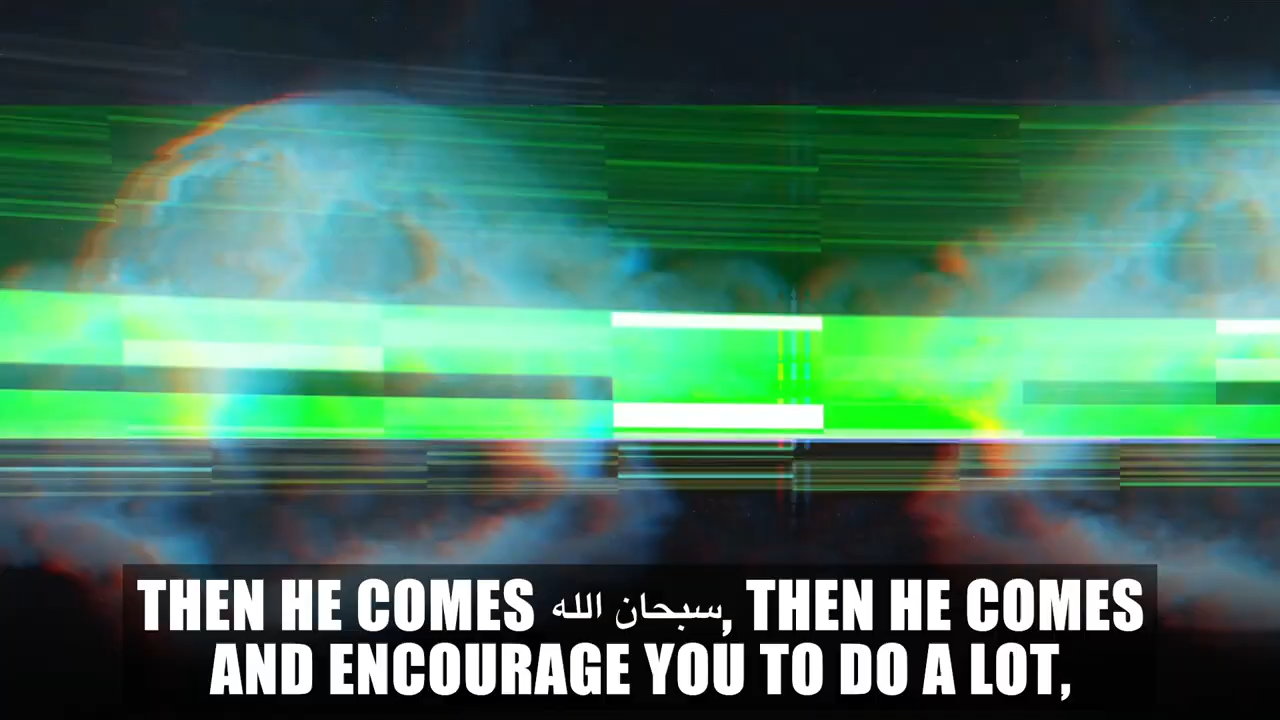 THEN HE COMES سبحان الله, THEN HE COMES
AND ENCOURAGE YOU TO DO A LOT,